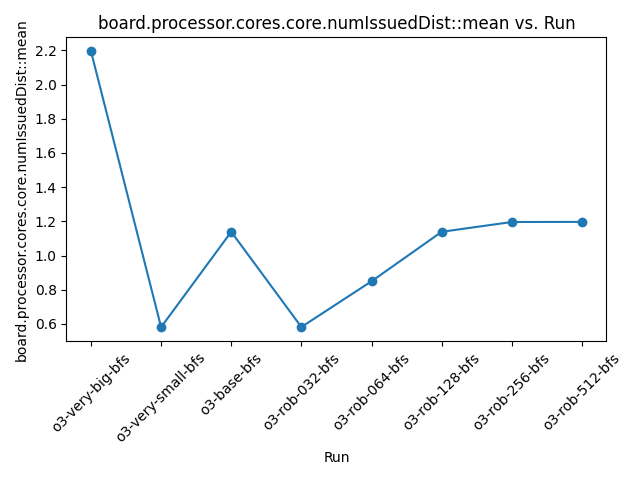 board.processor.cores.core.numIssuedDist::mean vs. Run
board.processor.cores.core.numIssuedDist::mean
2.2
2.0
1.8
1.6
1.4
1.2
1.0
0.8
0.6
o3-very-big-bfs
o3-very-small-bfs
o3-base-bfs
o3-rob-032-bfs
o3-rob-064-bfs
o3-rob-128-bfs
o3-rob-256-bfs
o3-rob-512-bfs
Run